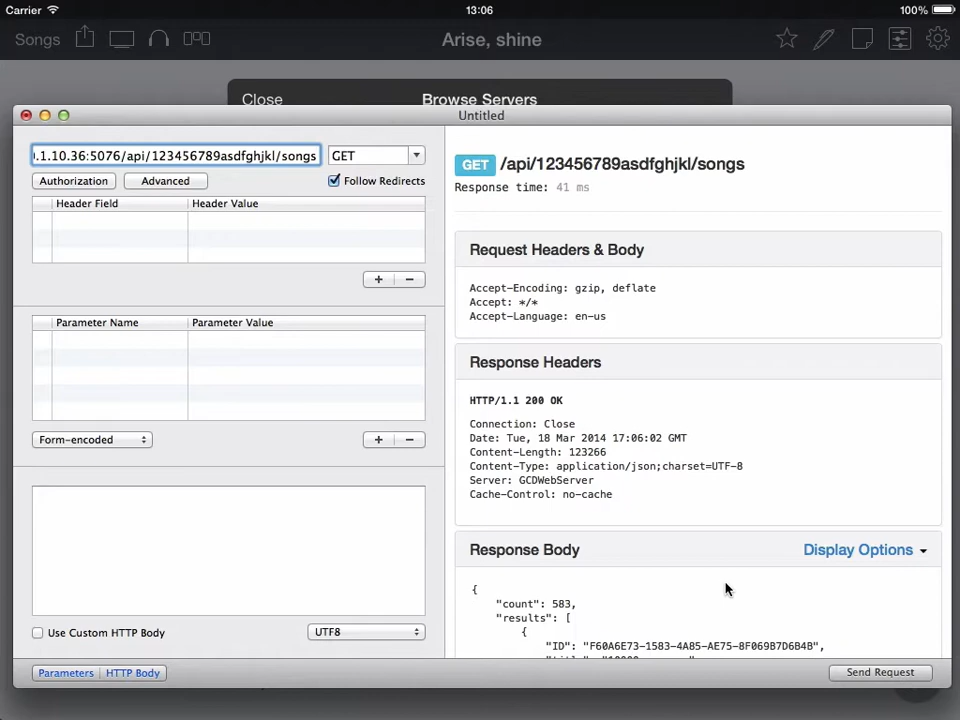 Carrier 13:06 100%
Songs Arise, shine
Close Browse Servers
Untitled
).1.10.36:5076/api/123456789asdfghjkl/songs GET
Authorization Advanced Follow Redirects
Header Field Header Value
+ −
Parameter Name Parameter Value
Form-encoded + −
Use Custom HTTP Body UTF8
Parameters HTTP Body
GET /api/123456789asdfghjkl/songs
Response time: 41 ms
Request Headers & Body
Accept-Encoding: gzip, deflate
Accept: */*
Accept-Language: en-us
Response Headers
HTTP/1.1 200 OK
Connection: Close
Date: Tue, 18 Mar 2014 17:06:02 GMT
Content-Length: 123266
Content-Type: application/json;charset=UTF-8
Server: GCDWebServer
Cache-Control: no-cache
Response Body Display Options
{
"count": 583,
"results": [
{
"ID": "F60A6E73-1583-4A85-AE75-8F069B7D6B4B",
Send Request